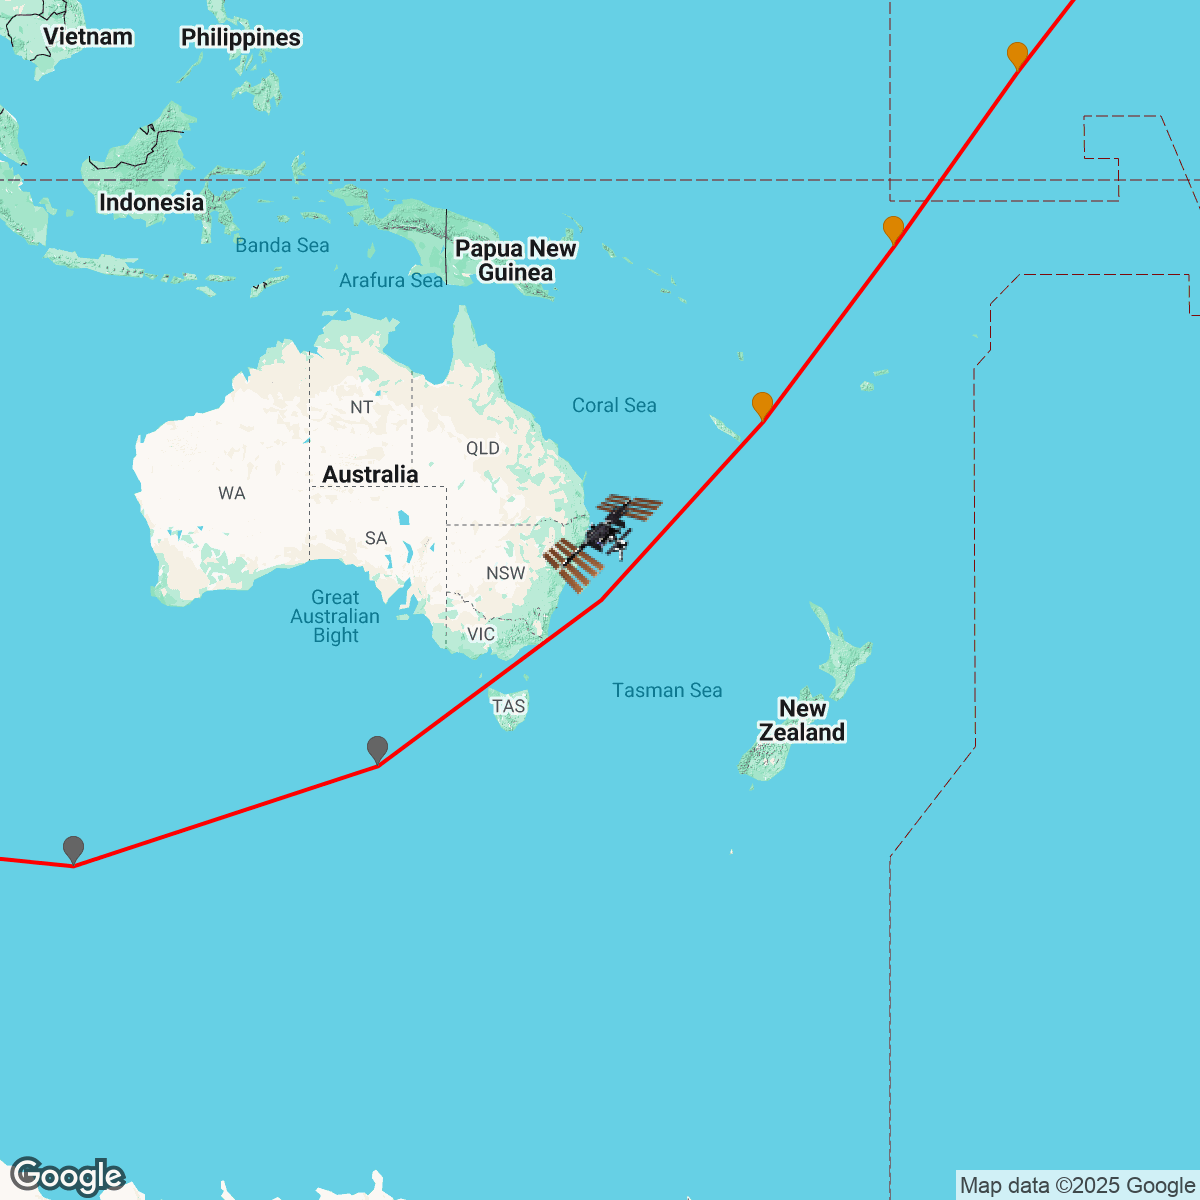 Vietnam
Philippines
Indonesia
Banda Sea
Papua New
Guinea
Arafura Sea
NT
Coral Sea
QLD
Australia
WA
SA
NSW
Great
Australian
Bight
VIC
TAS
Tasman Sea
New
Zealand
Google
Map data ©2025 Google